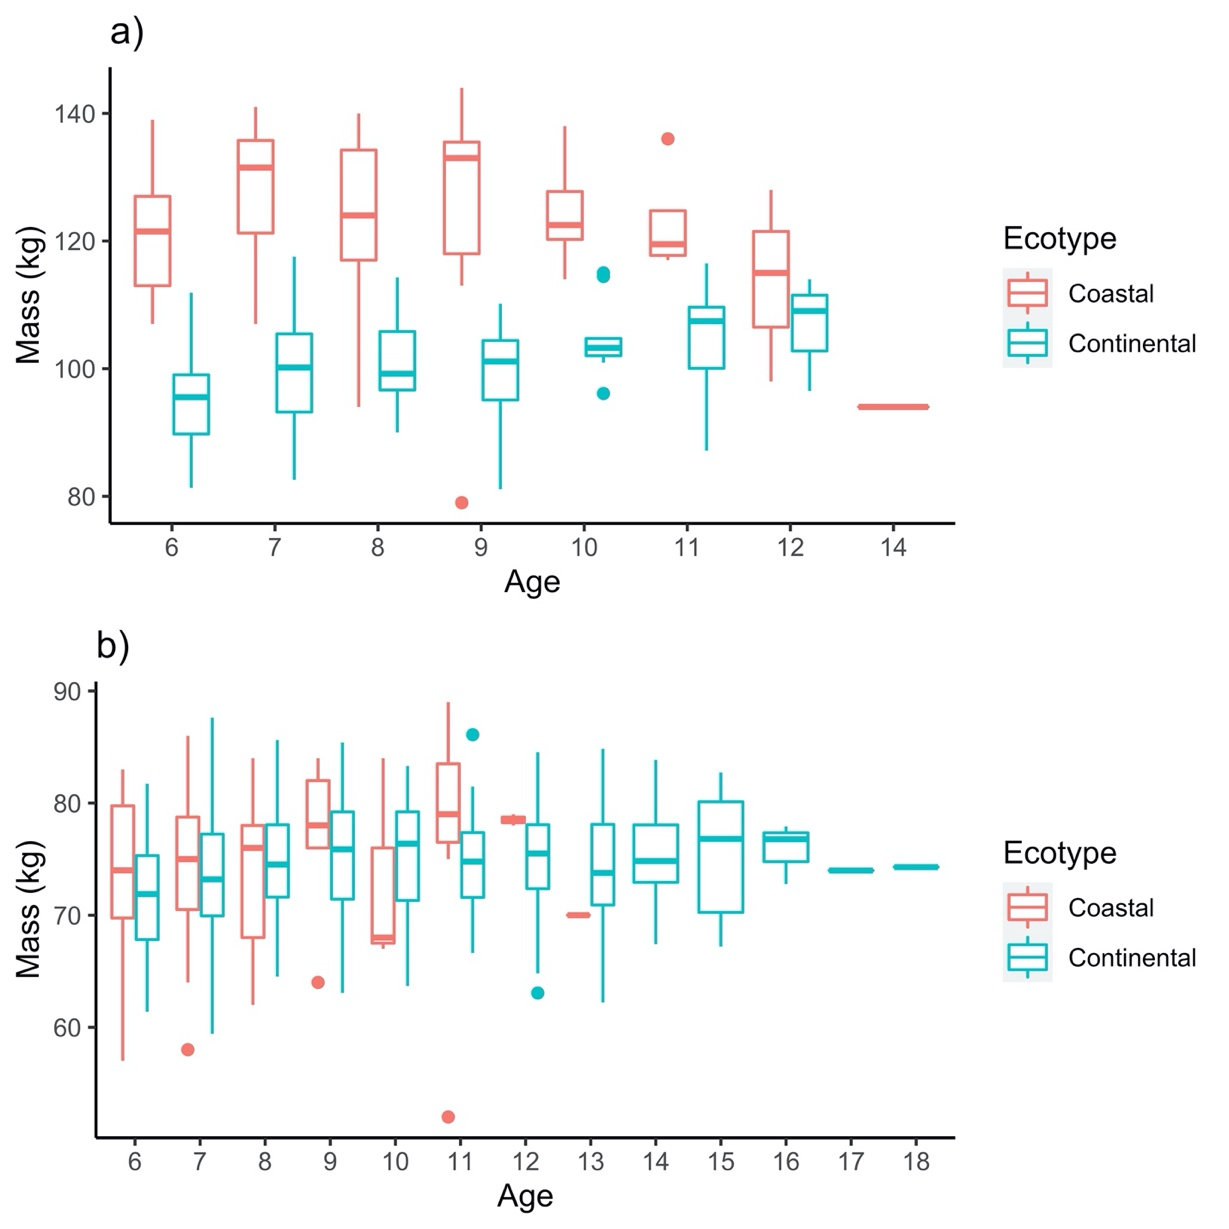 a)
Mass (kg)
140
120
100
80
6 7 8 9 10 11 12 14
Age
Ecotype
Coastal
Continental
b)
Mass (kg)
90
80
70
60
6 7 8 9 10 11 12 13 14 15 16 17 18
Age
Ecotype
Coastal
Continental